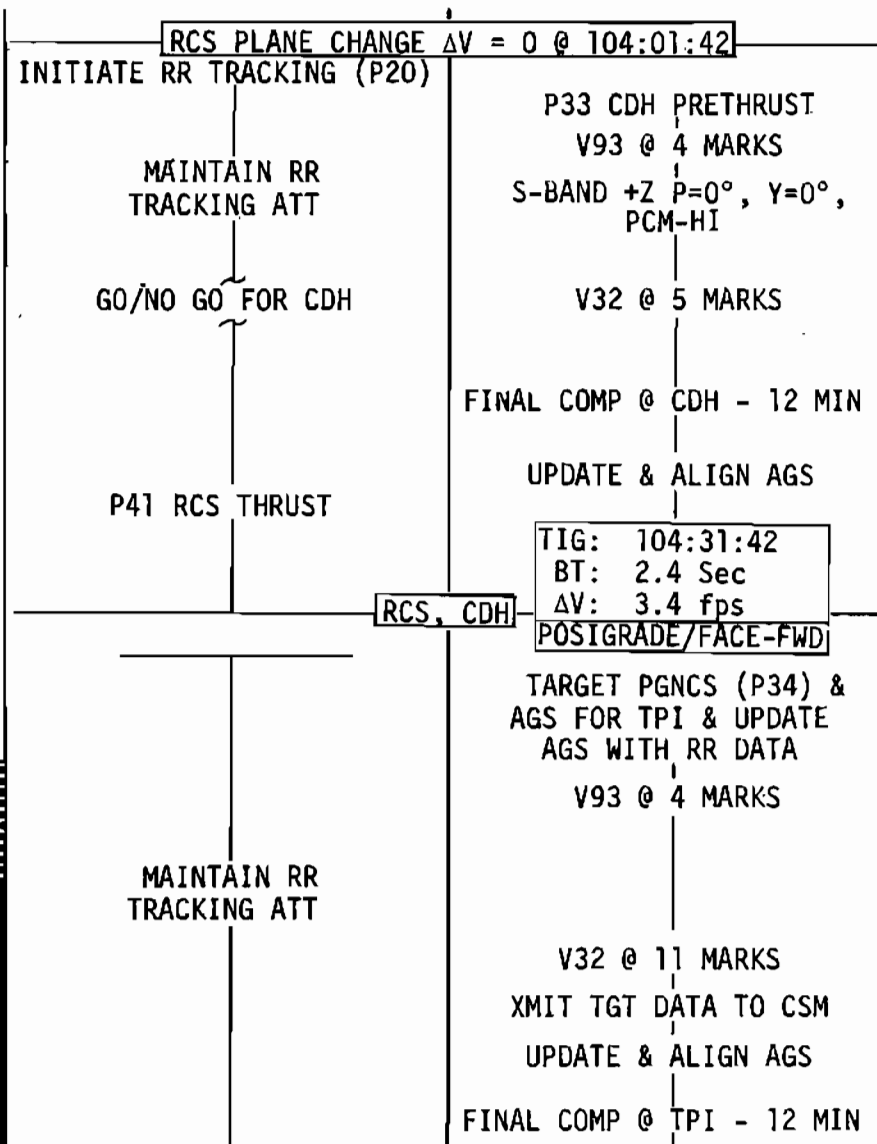 RCS PLANE CHANGE ΔV = 0 @ 104:01:42
INITIATE RR TRACKING (P20)
P33 CDH PRETHRUST
V93 @ 4 MARKS
MAINTAIN RR
TRACKING ATT
S-BAND +Z P=0°, Y=0°,
PCM-HI
GO/NO GO FOR CDH
V32 @ 5 MARKS
FINAL COMP @ CDH - 12 MIN
UPDATE & ALIGN AGS
P41 RCS THRUST
TIG: 104:31:42
BT: 2.4 Sec
ΔV: 3.4 fps
POSIGRADE/FACE-FWD
RCS, CDH
TARGET PGNCS (P34) &
AGS FOR TPI & UPDATE
AGS WITH RR DATA
V93 @ 4 MARKS
MAINTAIN RR
TRACKING ATT
V32 @ 11 MARKS
XMIT TGT DATA TO CSM
UPDATE & ALIGN AGS
FINAL COMP @ TPI - 12 MIN